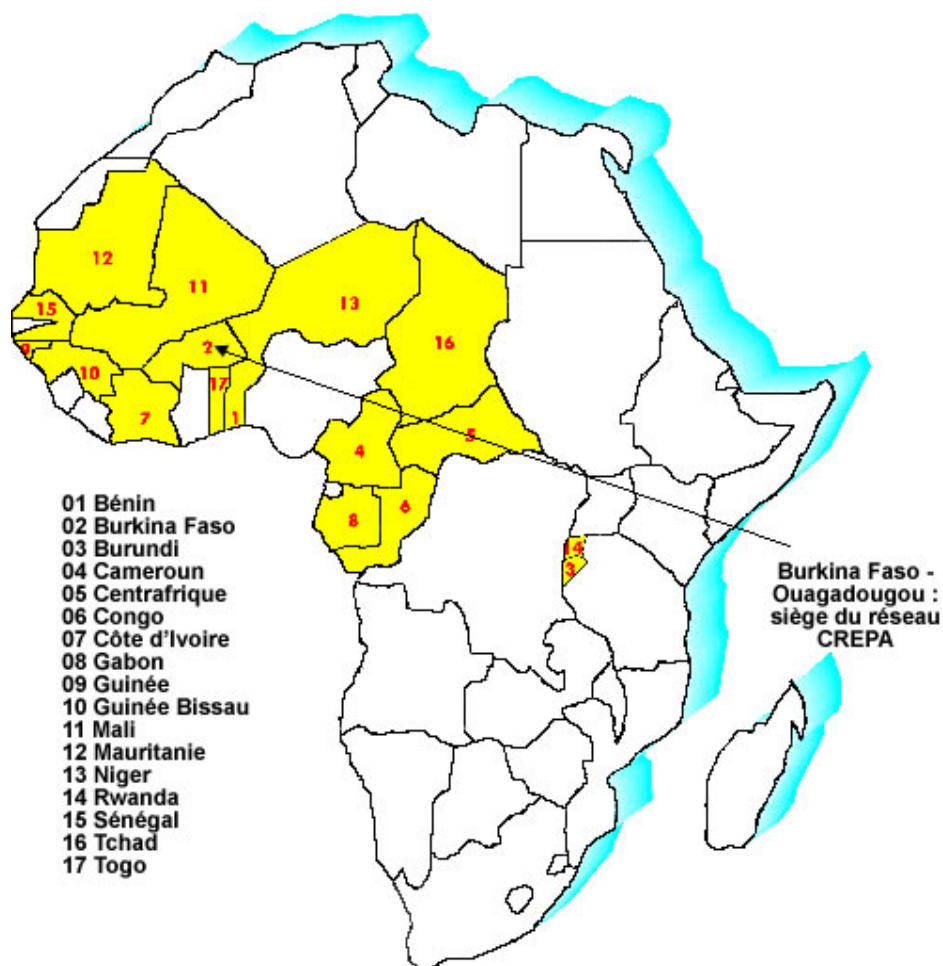 12
11
13
15
16
9
2
10
17
7
1
5
4
6
8
14
3
01 Bénin
02 Burkina Faso
03 Burundi
04 Cameroun
05 Centrafrique
06 Congo
07 Côte d'Ivoire
08 Gabon
09 Guinée
10 Guinée Bissau
11 Mali
12 Mauritanie
13 Niger
14 Rwanda
15 Sénégal
16 Tchad
17 Togo
Burkina Faso -
Ouagadougou :
siège du réseau
CREPA